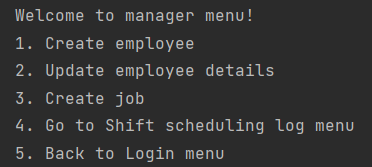 Welcome to manager menu!
1. Create employee
2. Update employee details
3. Create job
4. Go to Shift scheduling log menu
5. Back to Login menu